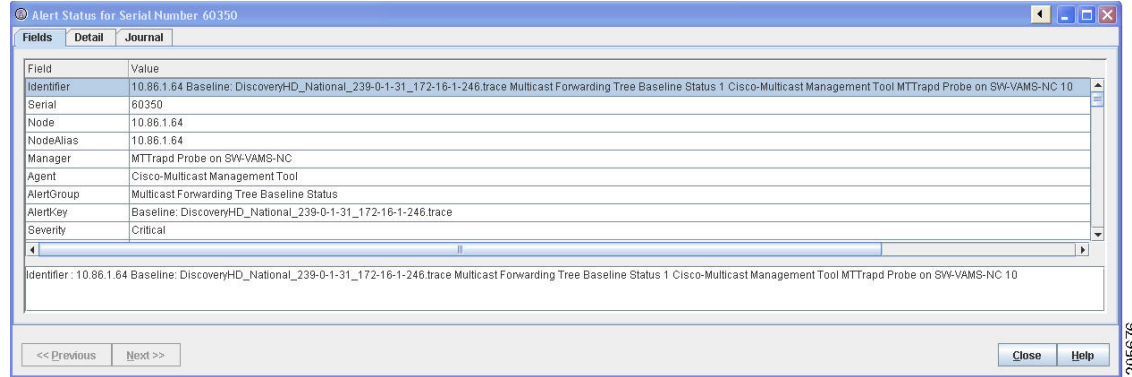 Alert Status for Serial Number 60350
Fields Detail Journal
Field Value
Identifier 10.86.1.64 Baseline: DiscoveryHD_National_239-0-1-31_172-16-1-246.trace Multicast Forwarding Tree Baseline Status 1 Cisco-Multicast Management Tool MTTrapd Probe on SW-VAMS-NC 10
Serial 60350
Node 10.86.1.64
NodeAlias 10.86.1.64
Manager MTTrapd Probe on SW-VAMS-NC
Agent Cisco-Multicast Management Tool
AlertGroup Multicast Forwarding Tree Baseline Status
AlertKey Baseline: DiscoveryHD_National_239-0-1-31_172-16-1-246.trace
Severity Critical
Identifier : 10.86.1.64 Baseline: DiscoveryHD_National_239-0-1-31_172-16-1-246.trace Multicast Forwarding Tree Baseline Status 1 Cisco-Multicast Management Tool MTTrapd Probe on SW-VAMS-NC 10
<< Previous Next >> Close Help
205676